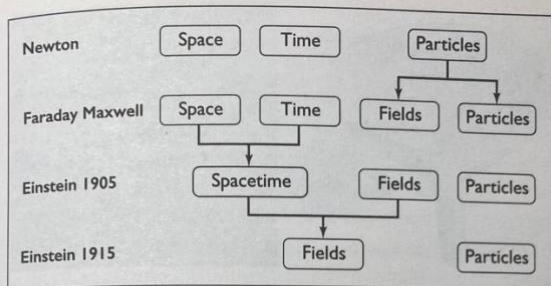 Newton Space Time Particles
Faraday Maxwell Space Time Fields Particles
Einstein 1905 Spacetime Fields Particles
Einstein 1915 Fields Particles